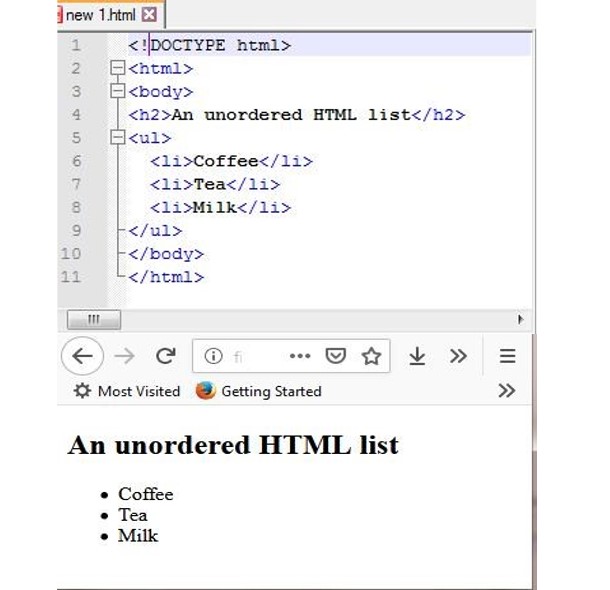 new 1.html
1 <!DOCTYPE html>
2 <html>
3 <body>
4 <h2>An unordered HTML list</h2>
5 <ul>
6 <li>Coffee</li>
7 <li>Tea</li>
8 <li>Milk</li>
9 </ul>
10 </body>
11 </html>
fi
Most Visited Getting Started
An unordered HTML list
• Coffee
• Tea
• Milk